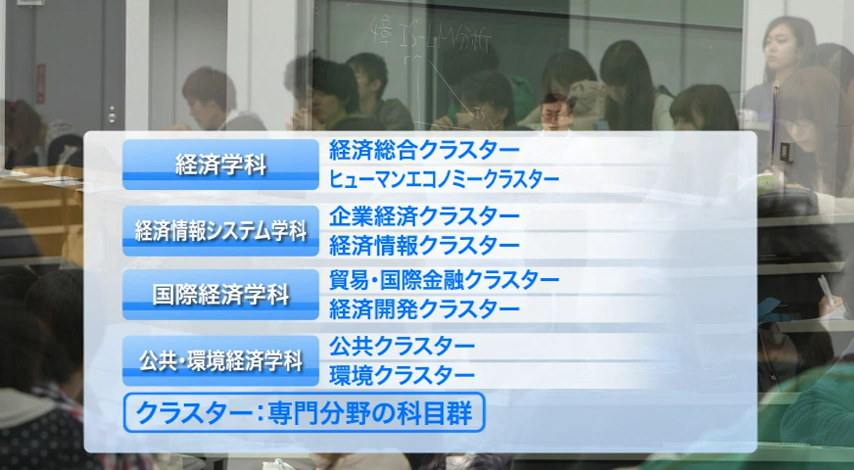 IS-LM分析
経済学科
経済総合クラスター
ヒューマンエコノミークラスター
経済情報システム学科
企業経済クラスター
経済情報クラスター
国際経済学科
貿易・国際金融クラスター
経済開発クラスター
公共・環境経済学科
公共クラスター
環境クラスター
クラスター：専門分野の科目群